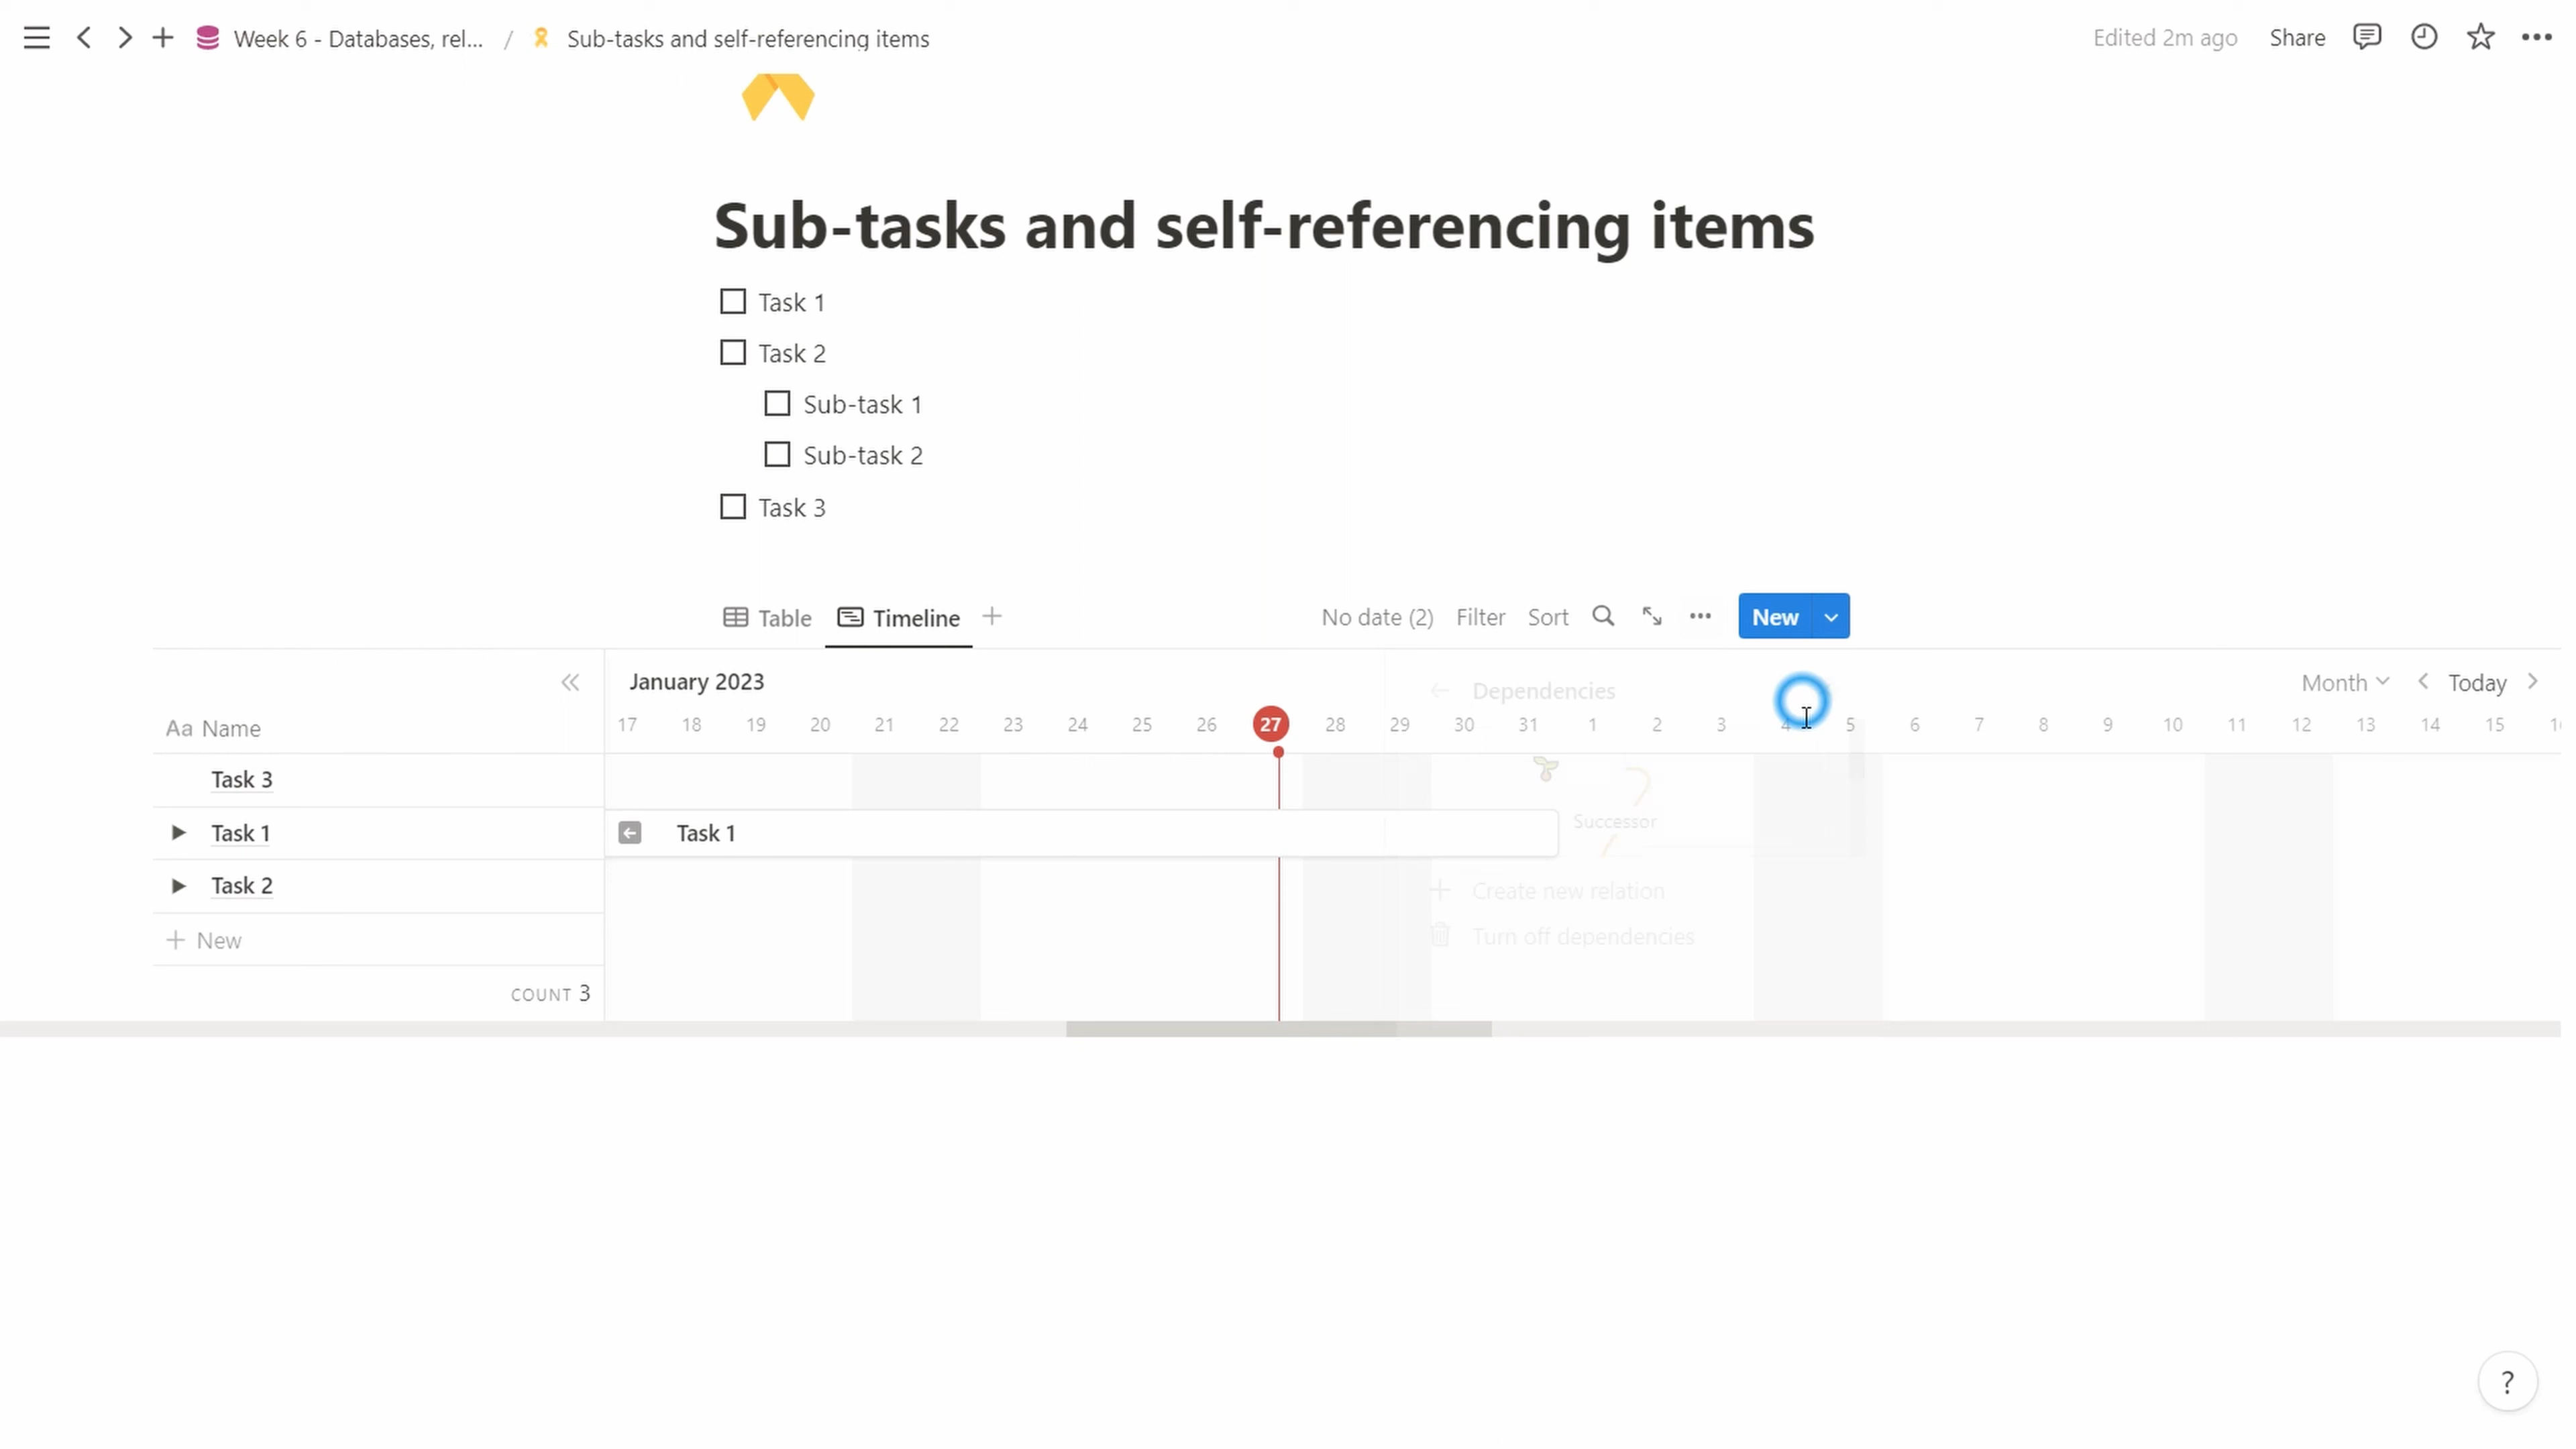 Week 6 - Databases, rel... / Sub-tasks and self-referencing items Edited 2m ago Share
Sub-tasks and self-referencing items
Task 1
Task 2
Sub-task 1
Sub-task 2
Task 3
Table Timeline No date (2) Filter Sort New
January 2023 Dependencies Month Today
Aa Name 17 18 19 20 21 22 23 24 25 26 27 28 29 30 31 1 2 3 4 5 6 7 8 9 10 11 12 13 14 15
Task 3
Successor
Task 1 Task 1
Task 2 Create new relation
New Turn off dependencies
COUNT 3
?